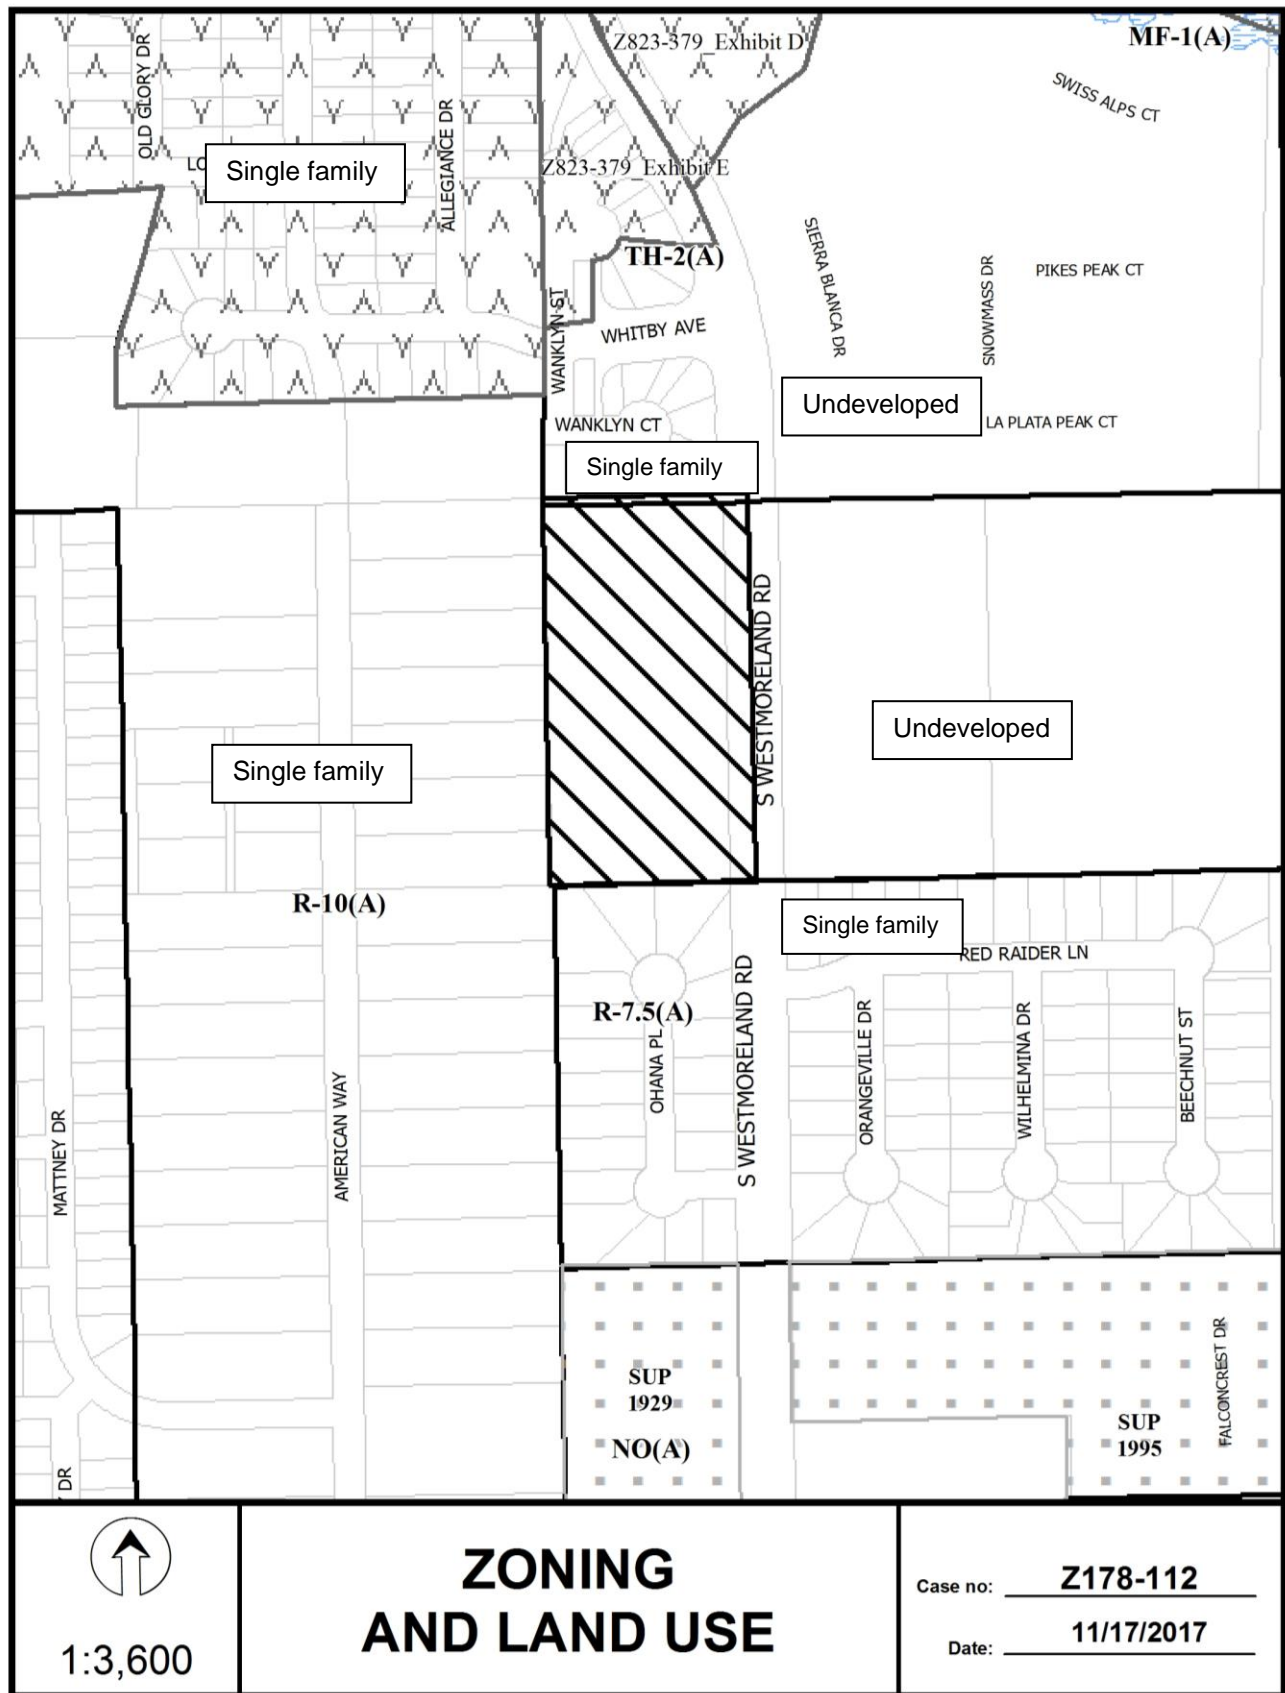 Z823-379_Exhibit D
MF-1(A)
OLD GLORY DR
SWISS ALPS CT
ALLEGIANCE DR
LO
Single family
Z823-379_Exhibit E
TH-2(A)
SIERRA BLANCA DR
SNOWMASS DR
PIKES PEAK CT
WANKLYN ST
WHITBY AVE
Undeveloped
LA PLATA PEAK CT
WANKLYN CT
Single family
S WESTMORELAND RD
Undeveloped
Single family
R-10(A)
Single family
RED RAIDER LN
R-7.5(A)
OHANA PL
S WESTMORELAND RD
ORANGEVILLE DR
WILHELMINA DR
BEECHNUT ST
MATTNEY DR
AMERICAN WAY
SUP
1929
NO(A)
FALCONCREST DR
SUP
1995
DR
1:3,600
ZONING
AND LAND USE
Case no: Z178-112
Date: 11/17/2017